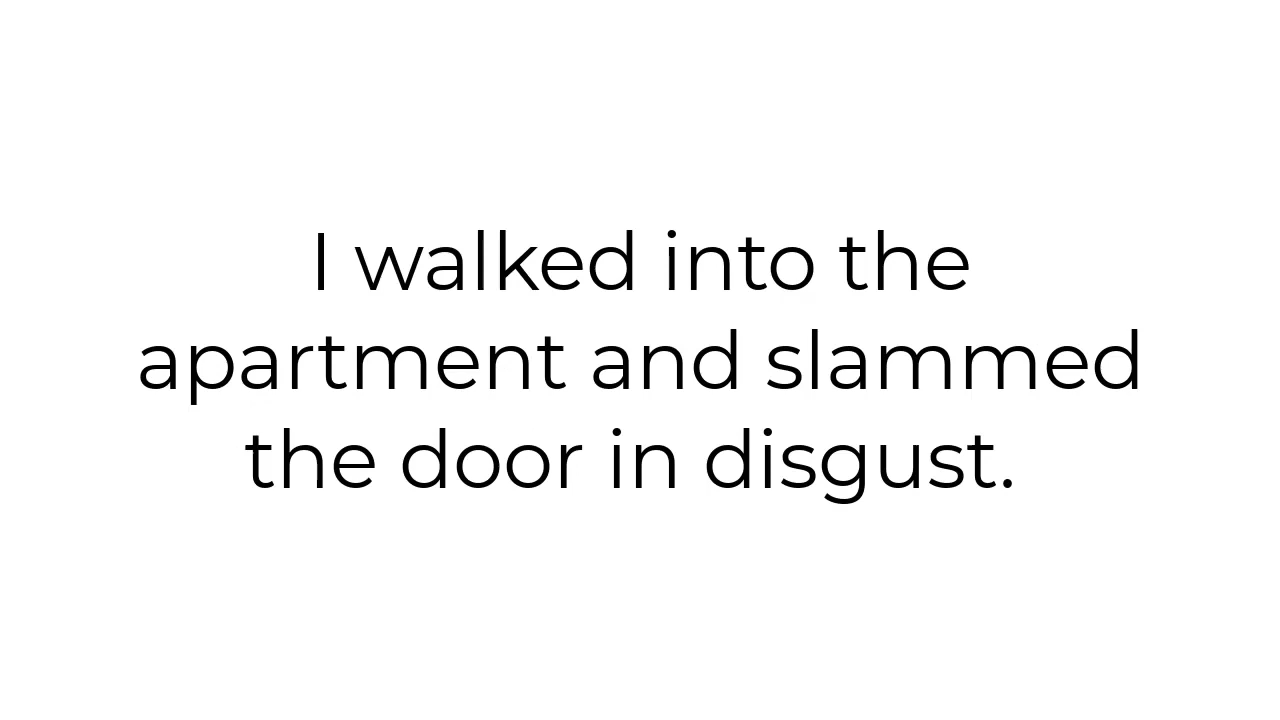 I walked into the
apartment and slammed
the door in disgust.